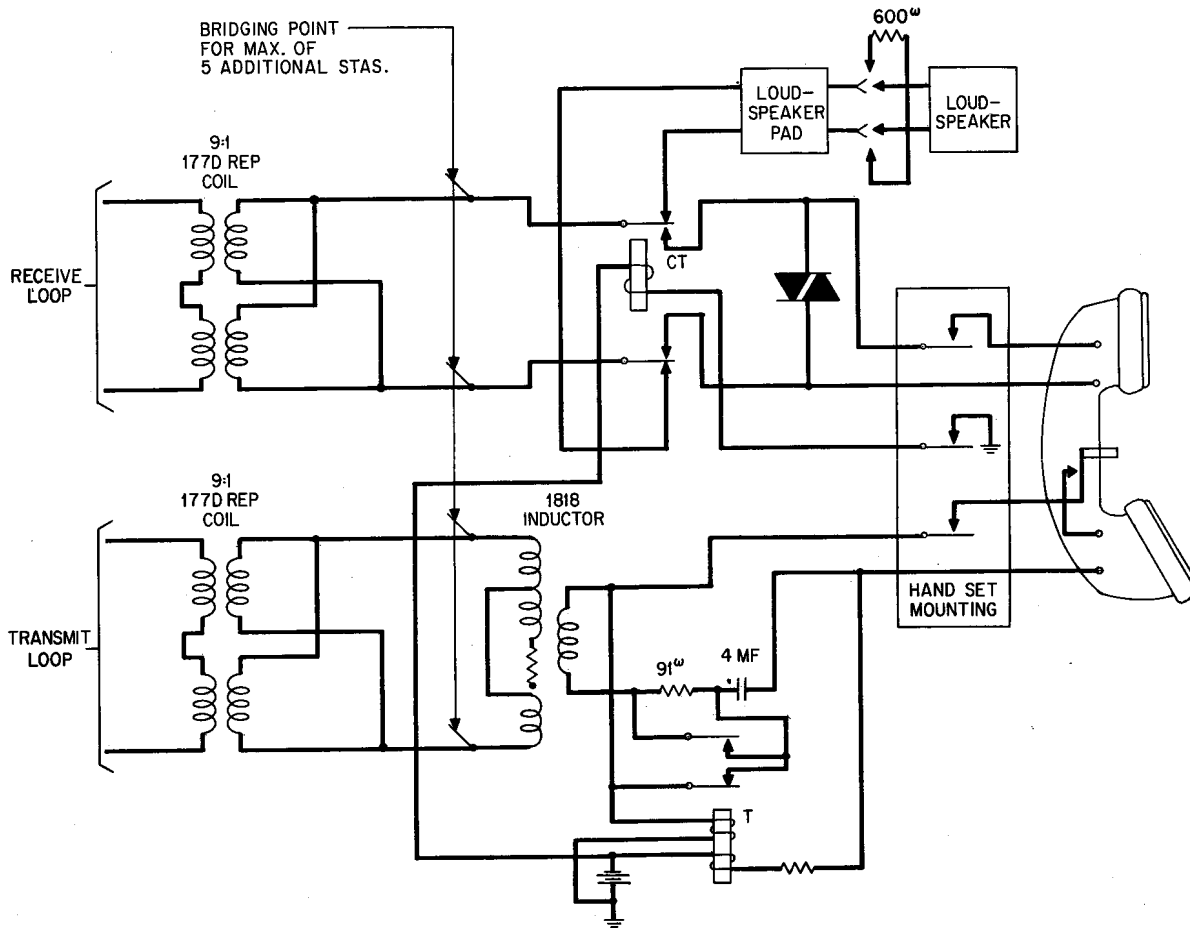 BRIDGING POINT
FOR MAX. OF
5 ADDITIONAL STAS.
600ω
LOUD-
SPEAKER
PAD
LOUD-
SPEAKER
9:1
177D REP
COIL
RECEIVE
LOOP
CT
9:1
177D REP
COIL
1818
INDUCTOR
TRANSMIT
LOOP
HAND SET
MOUNTING
91ω
4 MF
T